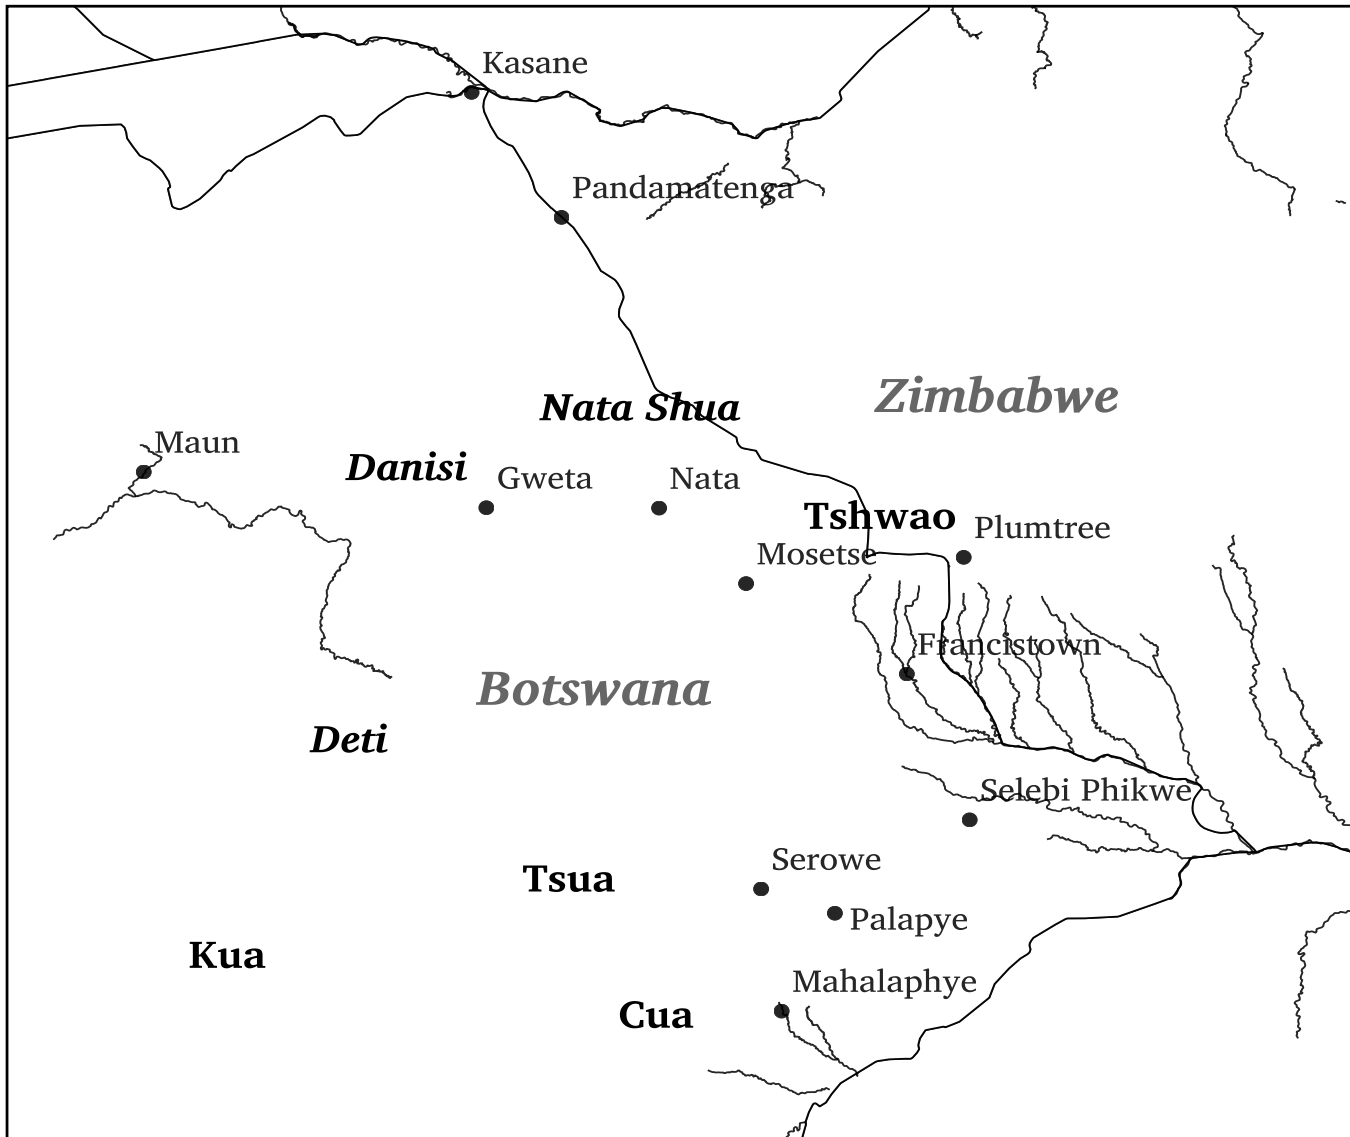 Kasane
Pandamatenga
Zimbabwe
Nata Shua
Maun
Danisi
Gweta
Nata
Tshwao
Plumtree
Mosetse
Francistown
Botswana
Deti
Selebi Phikwe
Serowe
Tsua
Palapye
Kua
Mahalaphye
Cua